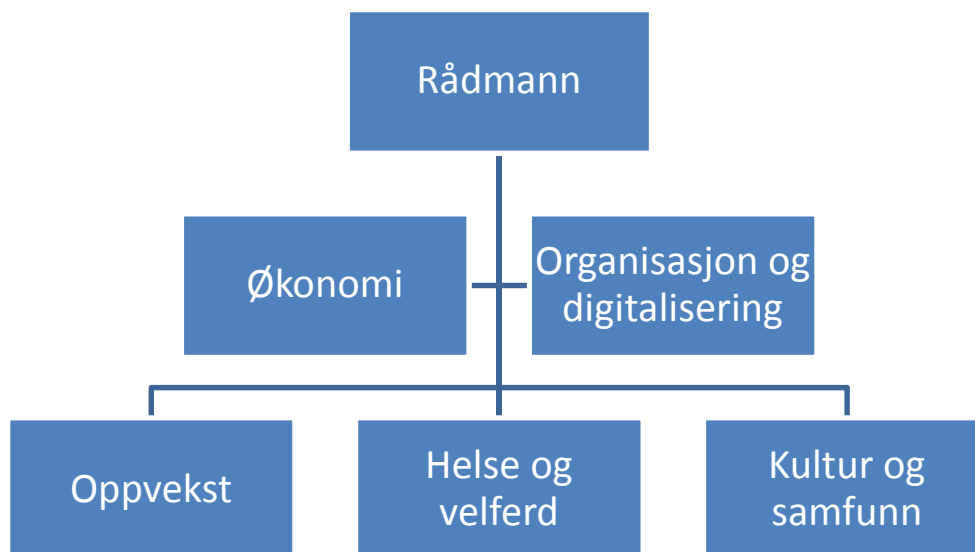 Rådmann
Økonomi
Organisasjon og
digitalisering
Oppvekst
Helse og
velferd
Kultur og
samfunn